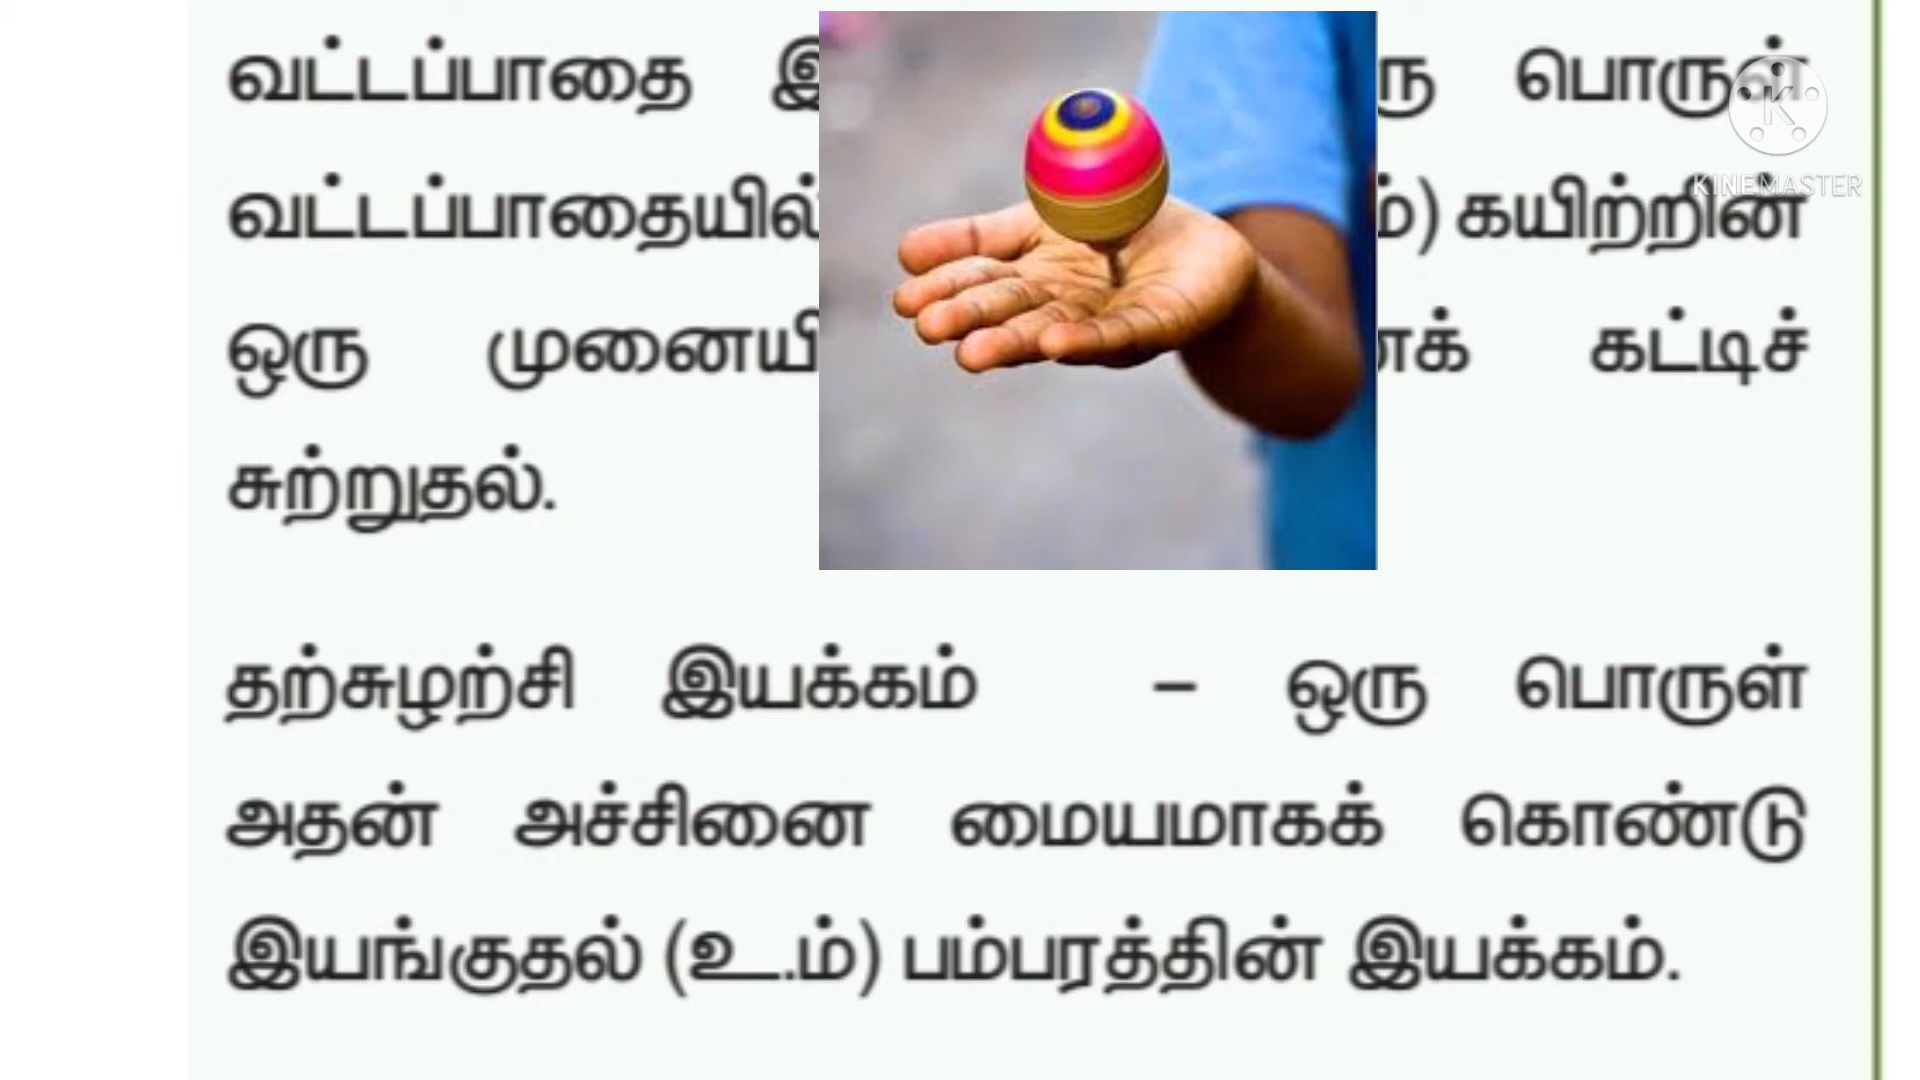 வட்டப்பாதை பொருள்
வட்டப்பாதையில் கயிற்றின்
ஒரு கட்டிச்
சுற்றுதல்.
தற்சுழற்சி இயக்கம் – ஒரு பொருள்
அதன் அச்சினை மையமாகக் கொண்டு
இயங்குதல் (உ.ம்) பம்பரத்தின் இயக்கம்.
K
KINEMASTER